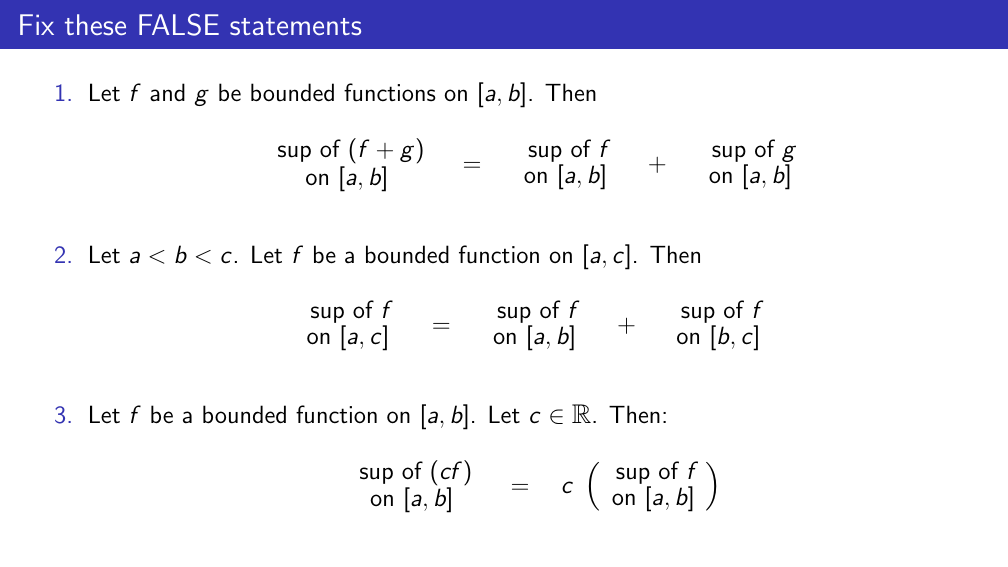 Fix these FALSE statements
1. Let f and g be bounded functions on [a, b]. Then
sup of (f + g) on [a, b] = sup of f on [a, b] + sup of g on [a, b]
2. Let a < b < c. Let f be a bounded function on [a, c]. Then
sup of f on [a, c] = sup of f on [a, b] + sup of f on [b, c]
3. Let f be a bounded function on [a, b]. Let c ∈ ℝ. Then:
sup of (cf) on [a, b] = c ( sup of f on [a, b] )